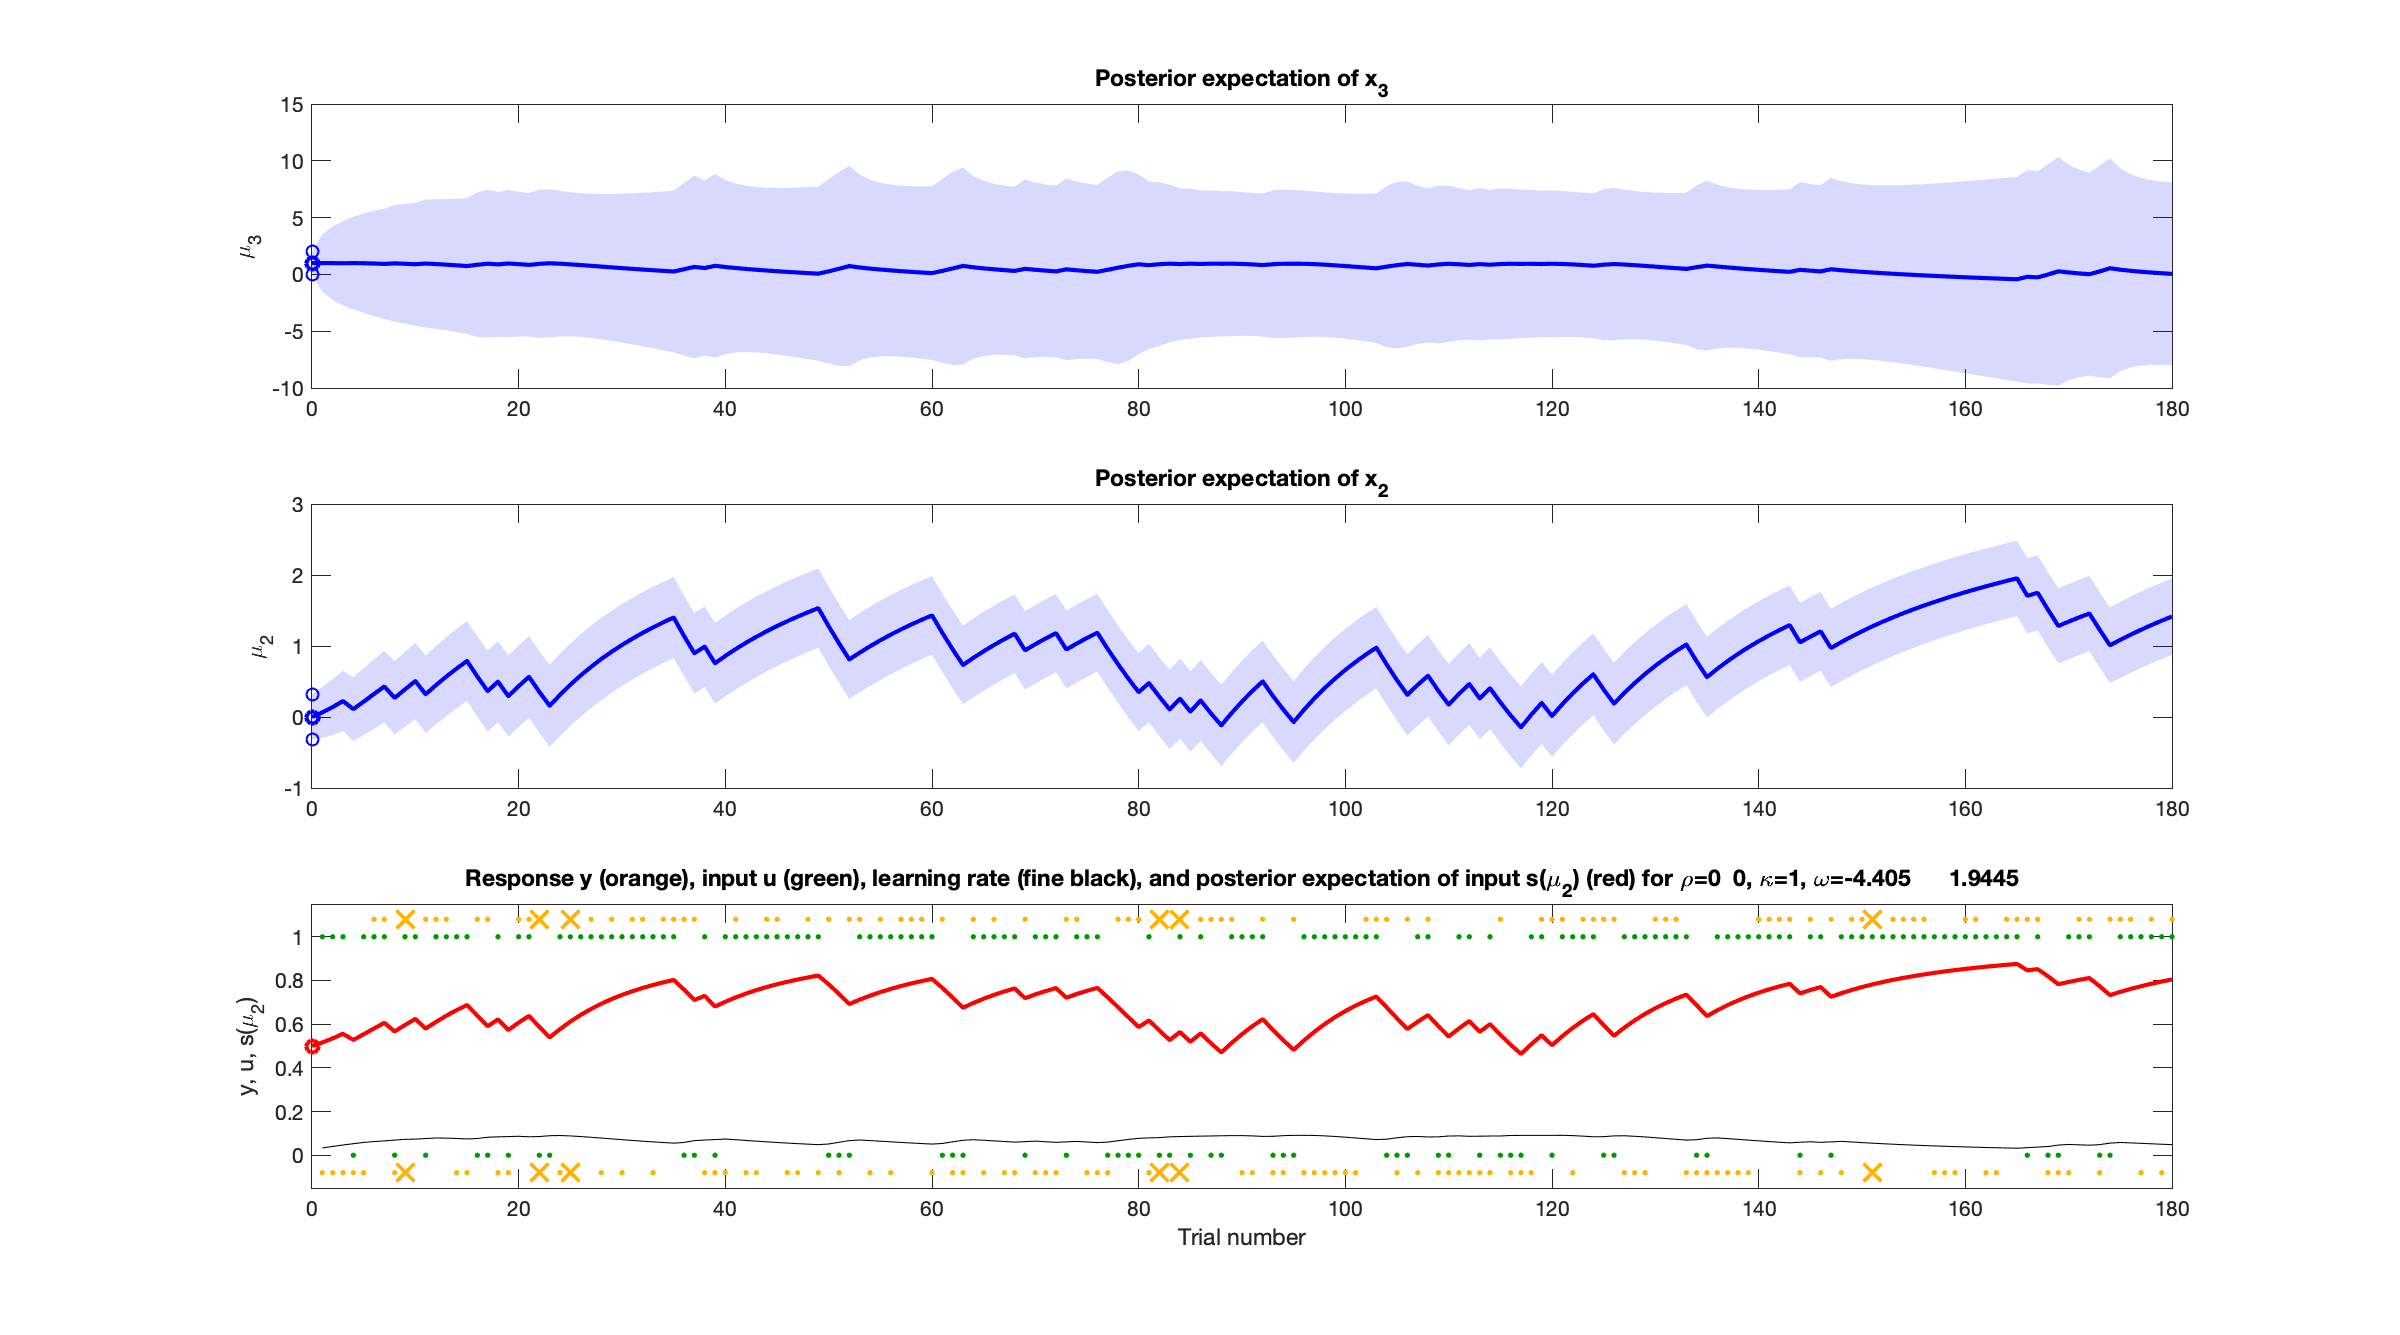 Posterior expectation of x3
15
10
5
0
-5
-10
μ3
0 20 40 60 80 100 120 140 160 180
Posterior expectation of x2
3
2
1
0
-1
μ2
0 20 40 60 80 100 120 140 160 180
Response y (orange), input u (green), learning rate (fine black), and posterior expectation of input s(μ2) (red) for ρ=0 0, κ=1, ω=-4.405 1.9445
1
0.8
0.6
0.4
0.2
0
y, u, s(μ2)
0 20 40 60 80 100 120 140 160 180
Trial number